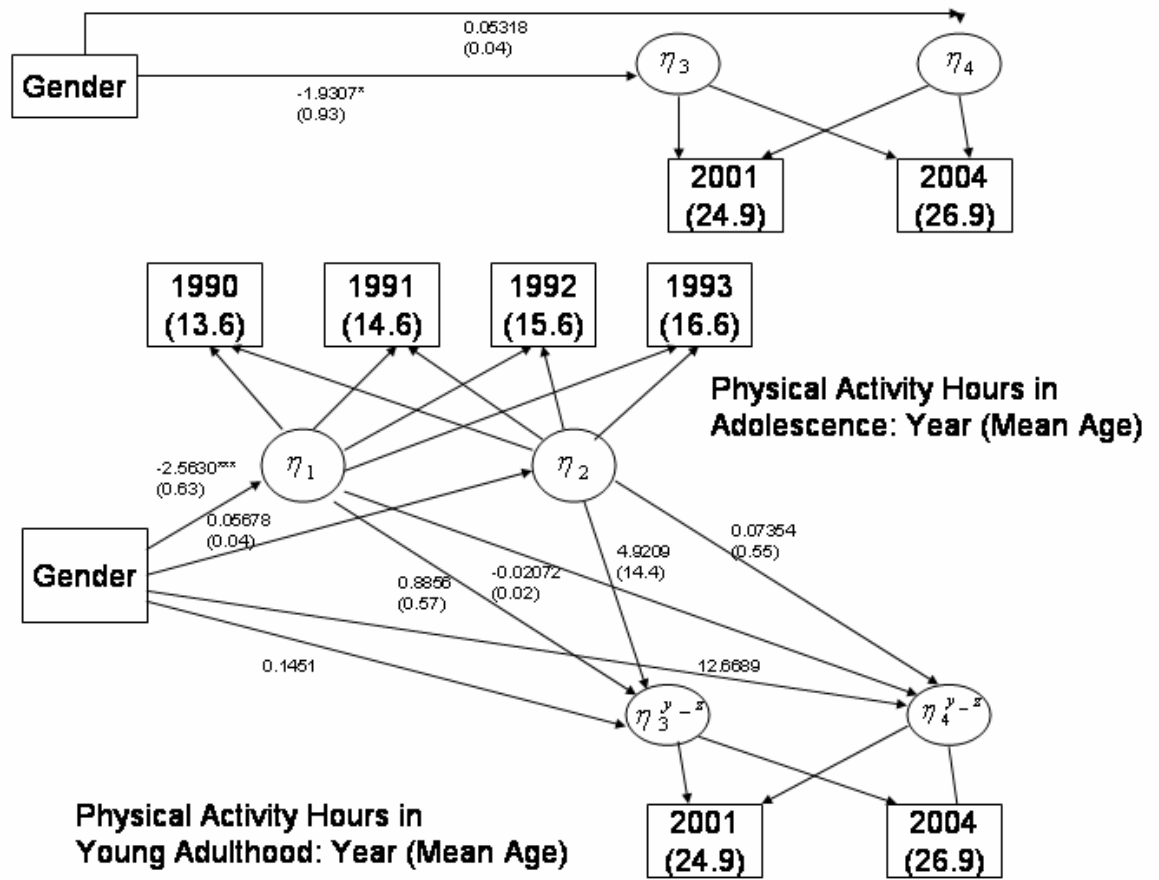 0.05318
(0.04)
Gender
-1.9307*
(0.93)
η3
η4
2001
(24.9)
2004
(26.9)
1990
(13.6)
1991
(14.6)
1992
(15.6)
1993
(16.6)
Physical Activity Hours in
Adolescence: Year (Mean Age)
η1
η2
-2.5630***
(0.63)
0.05678
(0.04)
Gender
0.8856
(0.57)
-0.02072
(0.02)
4.9209
(14.4)
0.07354
(0.55)
0.1451
12.6689
η3 y-z
η4 y-z
Physical Activity Hours in
Young Adulthood: Year (Mean Age)
2001
(24.9)
2004
(26.9)